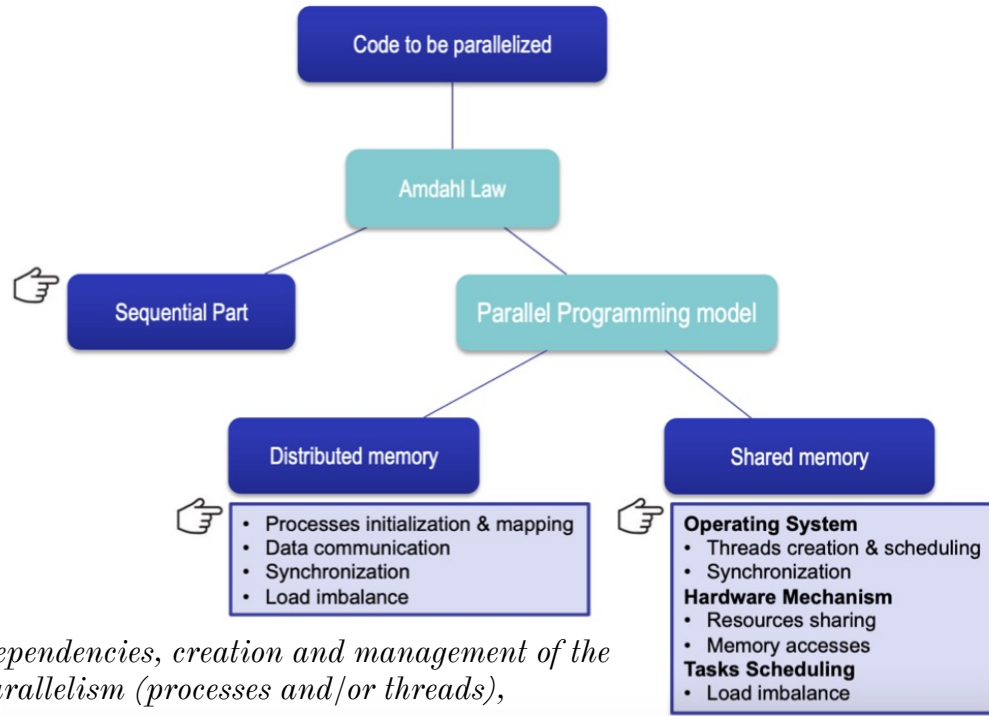 Code to be parallelized
Amdahl Law
Sequential Part
Parallel Programming model
Distributed memory
• Processes initialization & mapping
• Data communication
• Synchronization
• Load imbalance
Shared memory
Operating System
• Threads creation & scheduling
• Synchronization
Hardware Mechanism
• Resources sharing
• Memory accesses
Tasks Scheduling
• Load imbalance
ependencies, creation and management of the
arallelism (processes and/or threads),